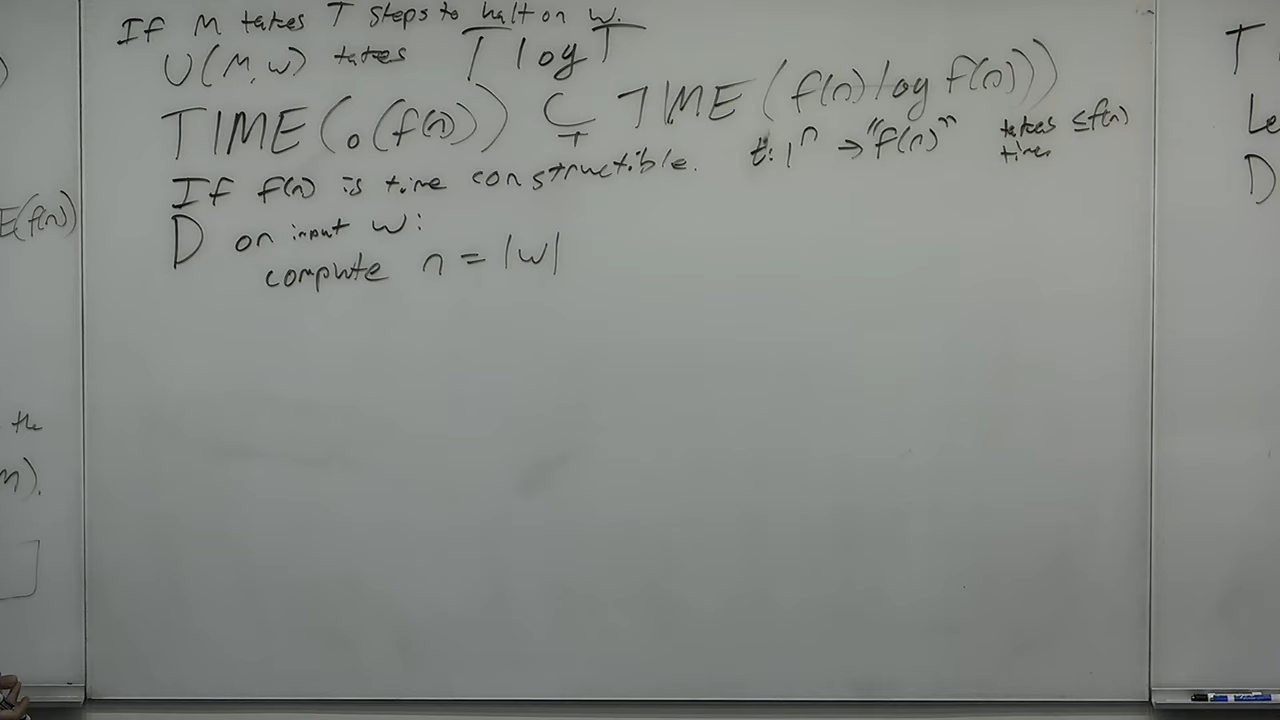 If M takes T steps to halt on w.
U(M,w) takes T log T
TIME(o(f(n))) ⊊ TIME(f(n) log f(n))
If f(n) is time constructible. t: 1ⁿ → "f(n)" takes ≤ f(n) time
D on input w:
compute n = |w|
E(f(n))
the
m).
T
Le
D